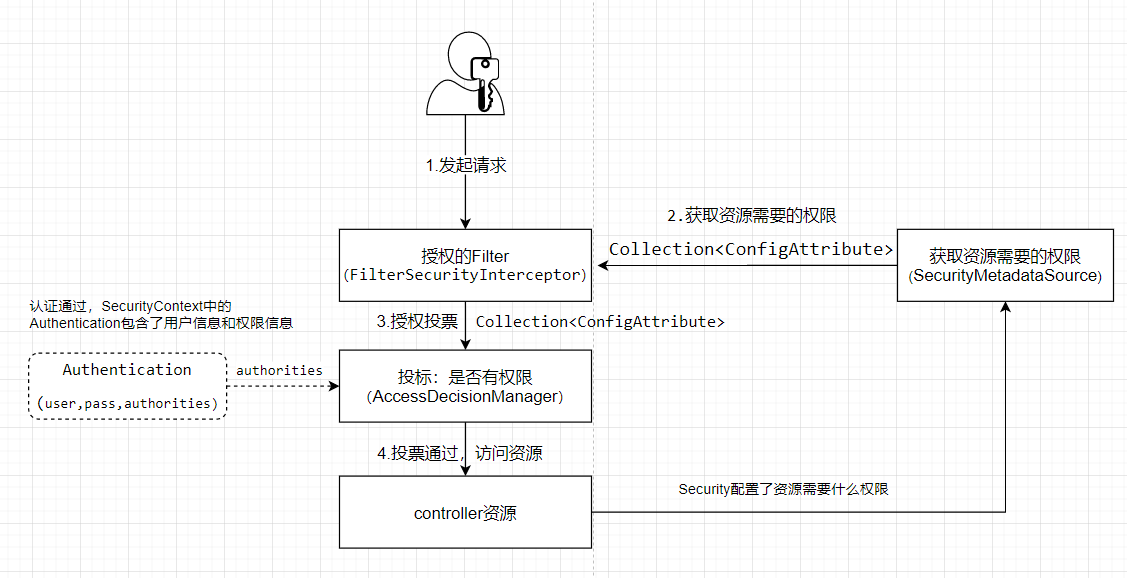 1.发起请求
2.获取资源需要的权限
Collection<ConfigAttribute>
授权的Filter
(FilterSecurityInterceptor)
获取资源需要的权限
(SecurityMetadataSource)
认证通过，SecurityContext中的
Authentication包含了用户信息和权限信息
3.授权投票 Collection<ConfigAttribute>
Authentication
(user,pass,authorities)
authorities
投标：是否有权限
(AccessDecisionManager)
4.投票通过，访问资源
Security配置了资源需要什么权限
controller资源